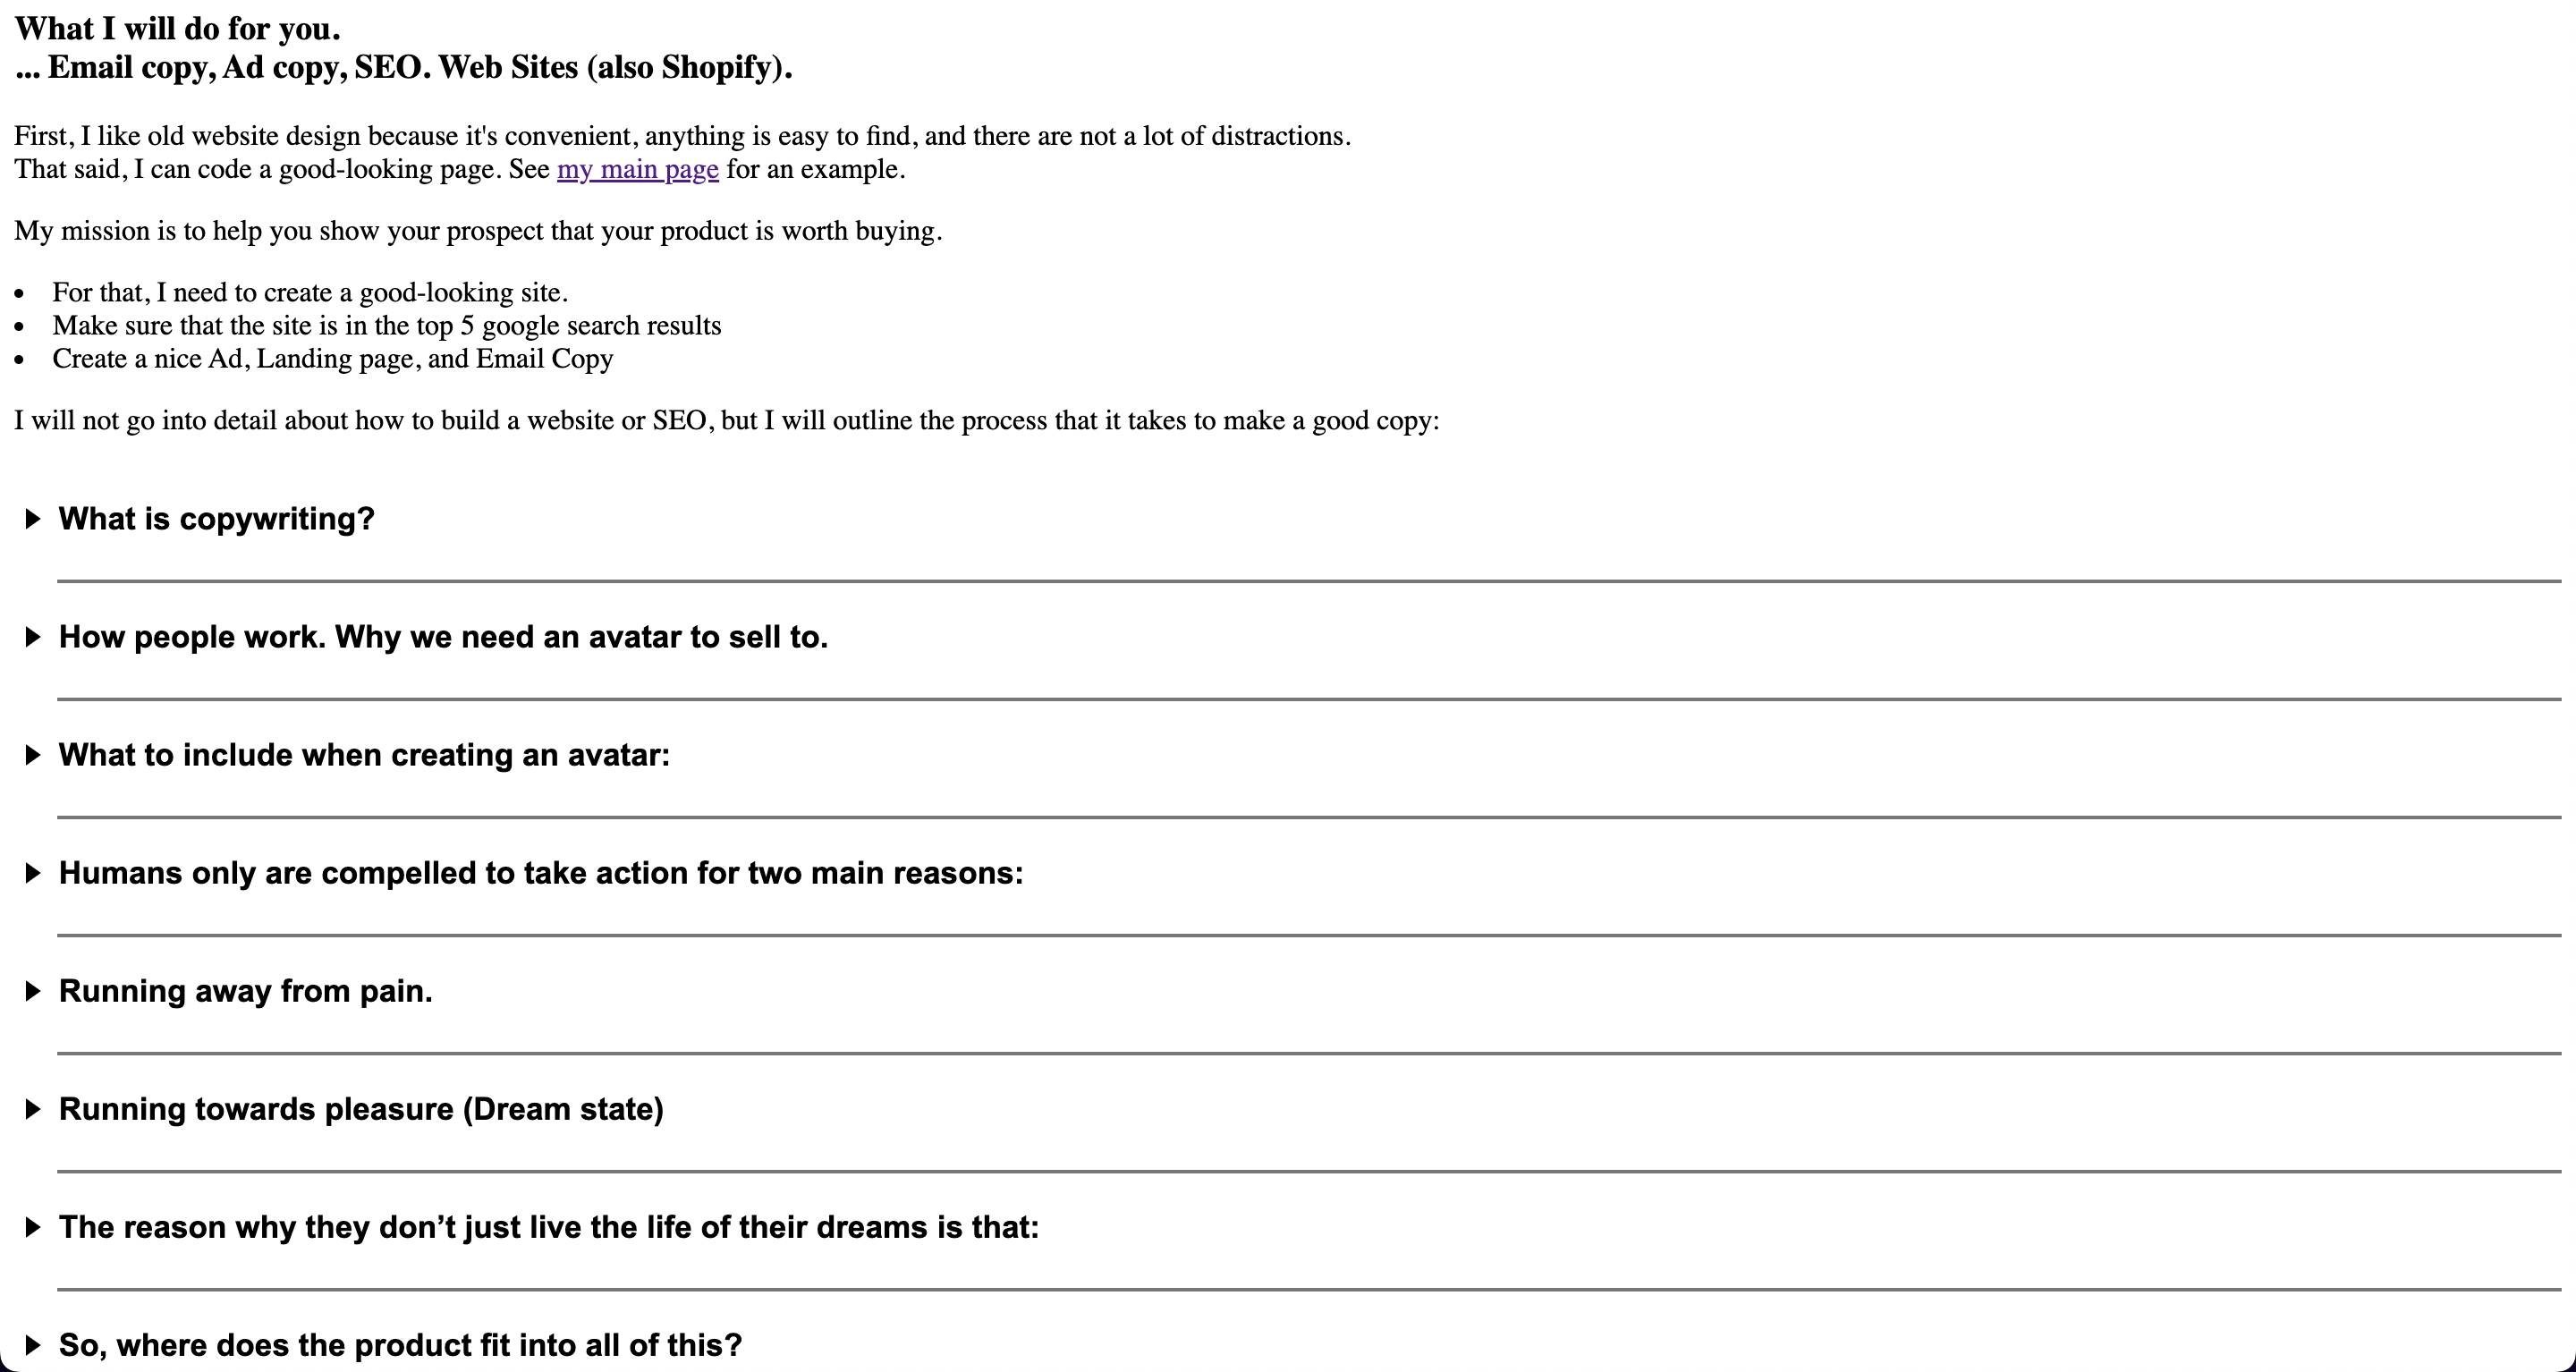 What I will do for you.
... Email copy, Ad copy, SEO. Web Sites (also Shopify).
First, I like old website design because it's convenient, anything is easy to find, and there are not a lot of distractions.
That said, I can code a good-looking page. See my main page for an example.
My mission is to help you show your prospect that your product is worth buying.
• For that, I need to create a good-looking site.
• Make sure that the site is in the top 5 google search results
• Create a nice Ad, Landing page, and Email Copy
I will not go into detail about how to build a website or SEO, but I will outline the process that it takes to make a good copy:
What is copywriting?
How people work. Why we need an avatar to sell to.
What to include when creating an avatar:
Humans only are compelled to take action for two main reasons:
Running away from pain.
Running towards pleasure (Dream state)
The reason why they don’t just live the life of their dreams is that:
So, where does the product fit into all of this?